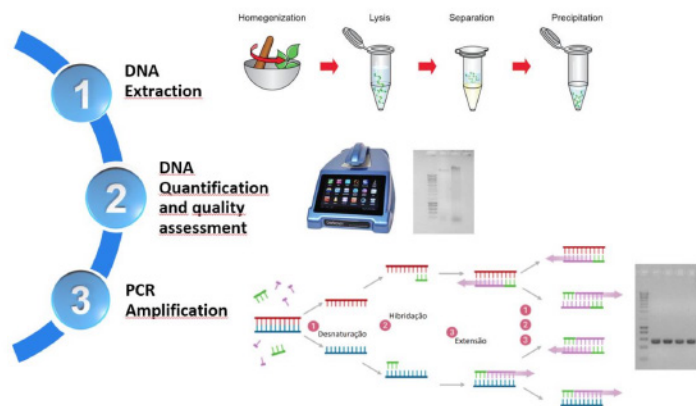 Homegenization
Lysis
Separation
Precipitation
1
DNA
Extraction
2
DNA
Quantification
and quality
assessment
3
PCR
Amplification
1
Desnaturação
2
Hibridação
3
Extensão
1
2
3